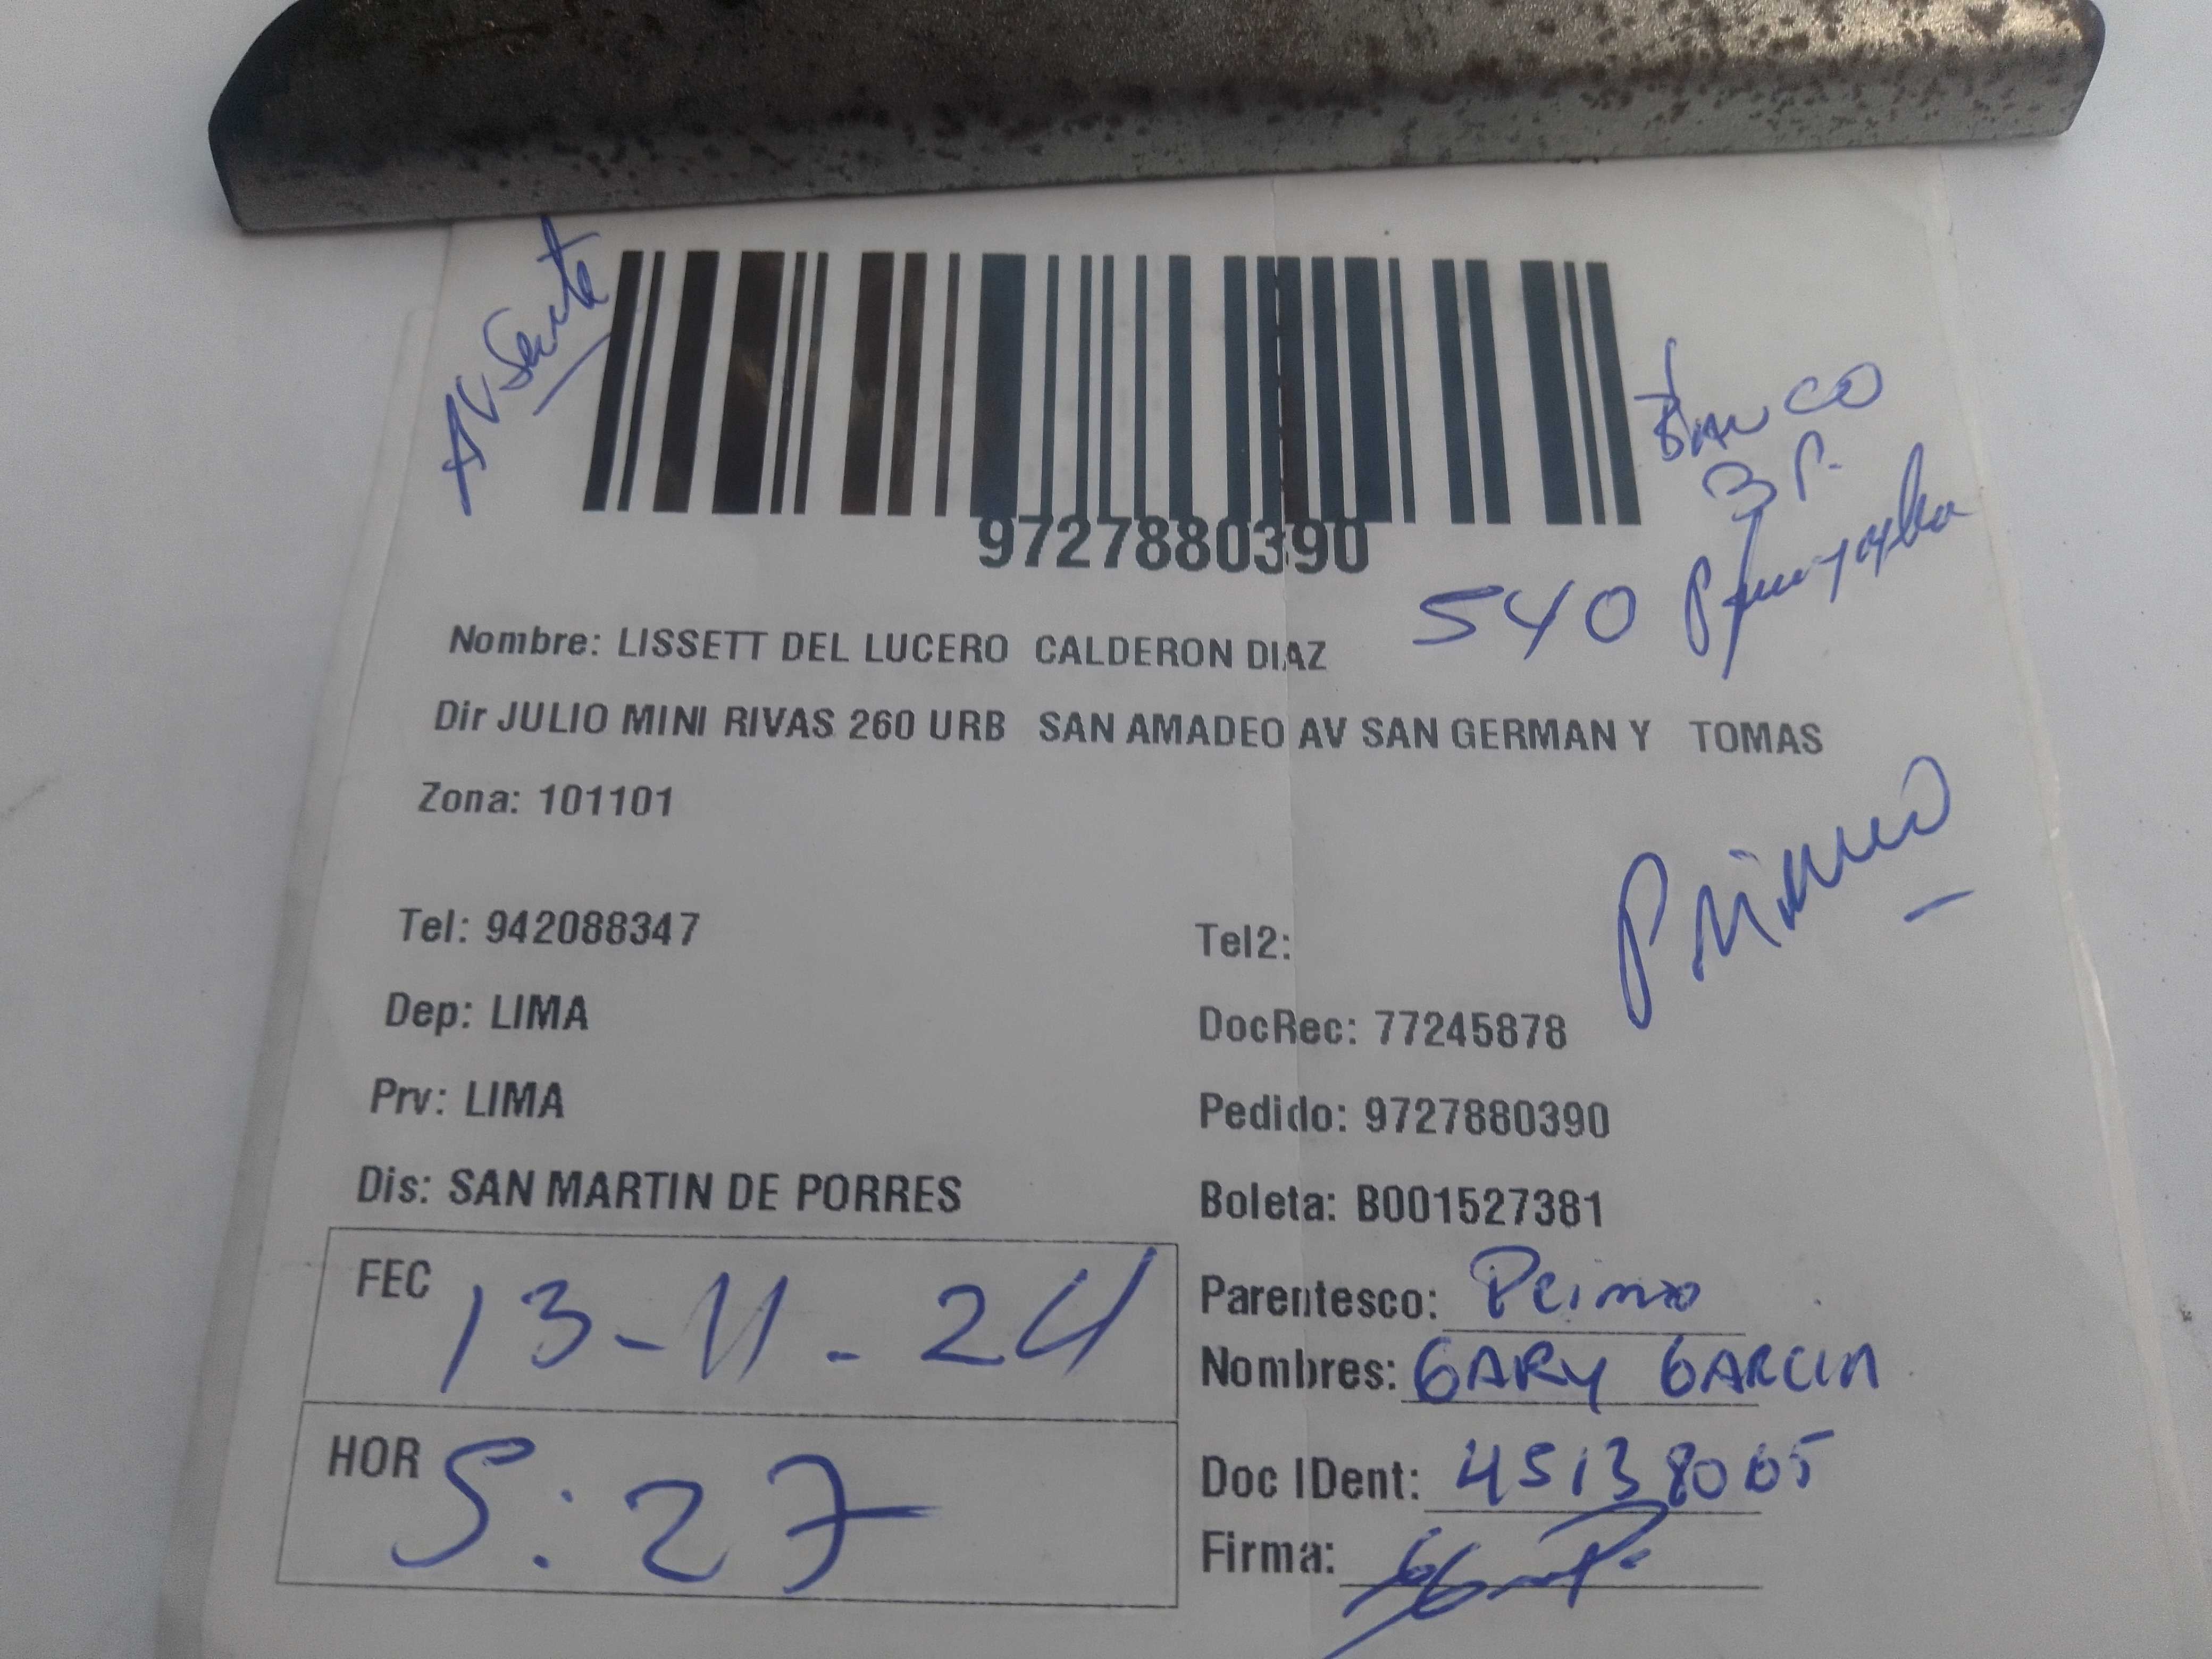 AV Santa
BANCO
3 P.
9727880390
540
Nombre: LISSETT DEL LUCERO CALDERON DIAZ
Dir JULIO MINI RIVAS 260 URB SAN AMADEO AV SAN GERMAN Y TOMAS
Zona: 101101
Primo
Tel: 942088347
Tel2:
Dep: LIMA
DocRec: 77245878
Prv: LIMA
Pedido: 9727880390
Dis: SAN MARTIN DE PORRES
Boleta: B001527381
FEC 13-11-24
Parentesco: Primo
Nombres: GARY GARCIA
HOR 5:27
Doc IDent: 45138005
Firma: